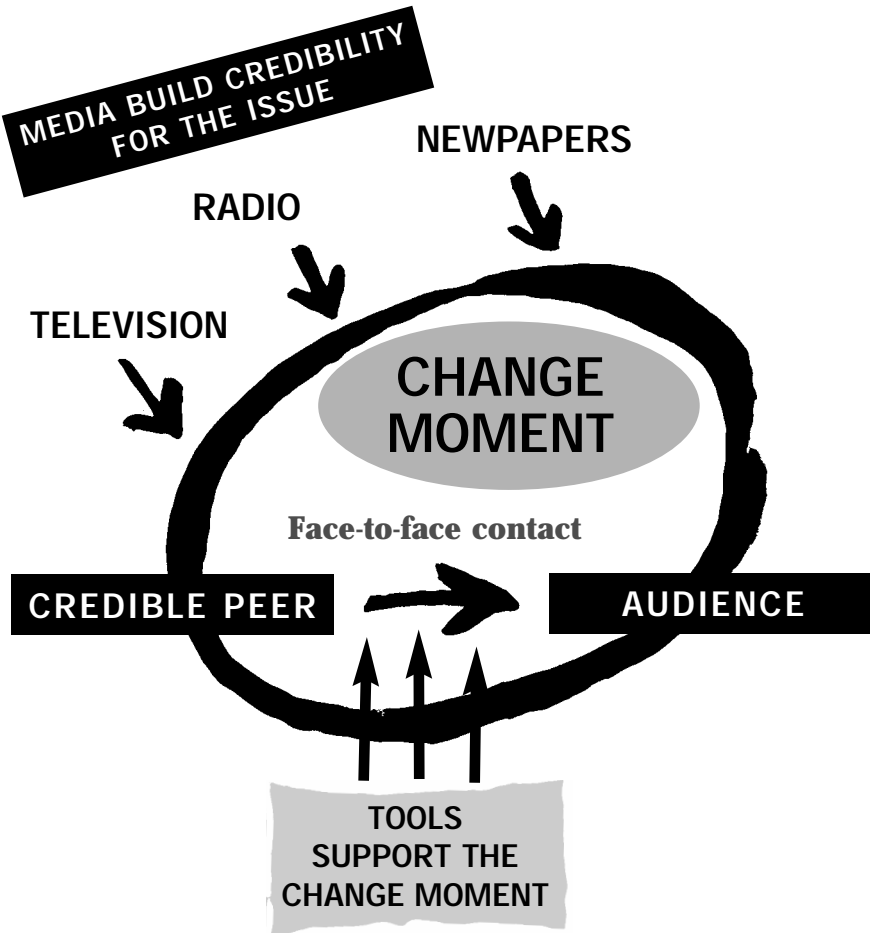 MEDIA BUILD CREDIBILITY
FOR THE ISSUE
NEWPAPERS
RADIO
TELEVISION
CHANGE
MOMENT
Face-to-face contact
CREDIBLE PEER
AUDIENCE
TOOLS
SUPPORT THE
CHANGE MOMENT